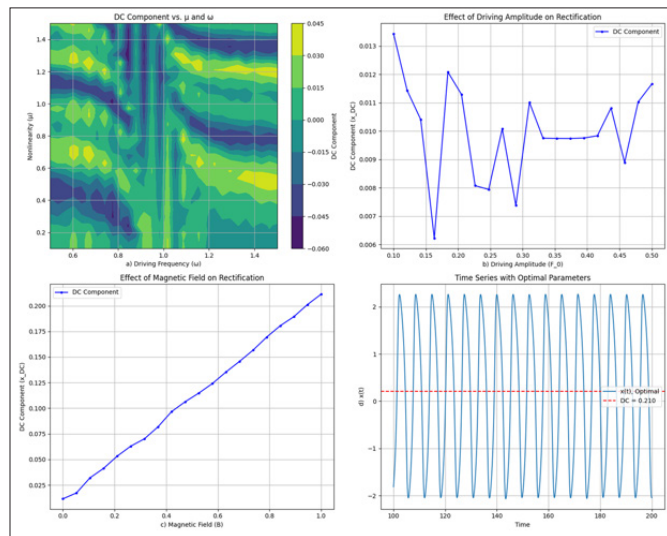 DC Component vs. μ and ω
Nonlinearity (μ)
1.4
1.2
1.0
0.8
0.6
0.4
0.2
0.6 0.8 1.0 1.2 1.4
a) Driving Frequency (ω)
0.045
0.030
0.015
0.000
-0.015
-0.030
-0.045
-0.060
DC Component
Effect of Driving Amplitude on Rectification
DC Component
DC Component (x_DC)
0.013
0.012
0.011
0.010
0.009
0.008
0.007
0.006
0.10 0.15 0.20 0.25 0.30 0.35 0.40 0.45 0.50
b) Driving Amplitude (F_0)
Effect of Magnetic Field on Rectification
DC Component
DC Component (x_DC)
0.200
0.175
0.150
0.125
0.100
0.075
0.050
0.025
0.0 0.2 0.4 0.6 0.8 1.0
c) Magnetic Field (B)
Time Series with Optimal Parameters
d) x(t)
2
1
0
−1
−2
x(t), Optimal
DC = 0.210
100 120 140 160 180 200
Time